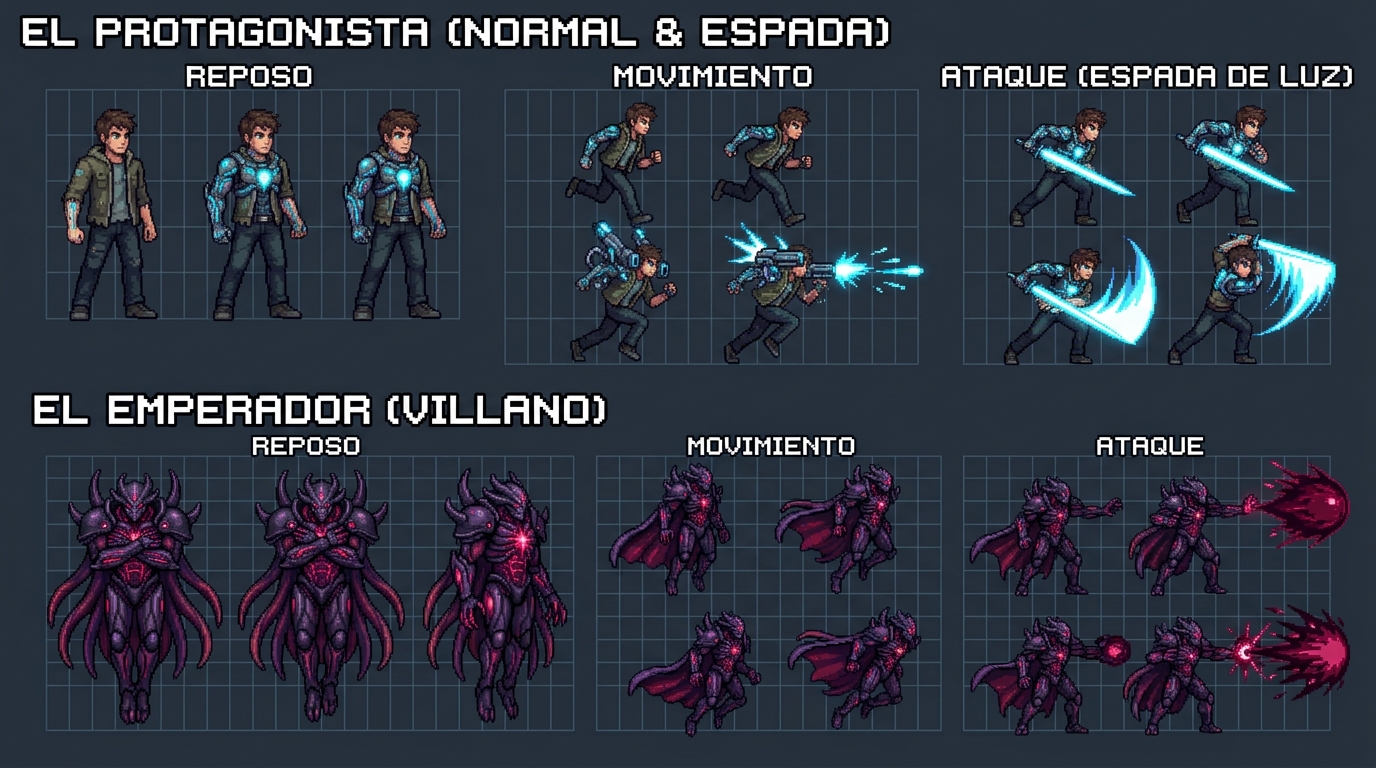 EL PROTAGONISTA (NORMAL & ESPADA)
REPOSO
MOVIMIENTO
ATAQUE (ESPADA DE LUZ)
EL EMPERADOR (VILLANO)
REPOSO
MOVIMIENTO
ATAQUE